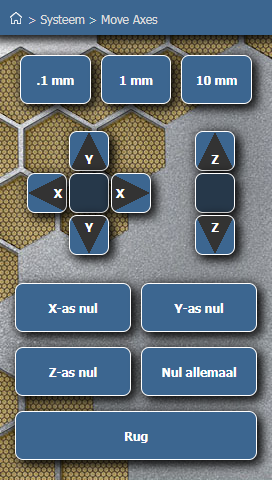 > Systeem > Move Axes
.1 mm 1 mm 10 mm
Y Z
X X
Y Z
X-as nul Y-as nul
Z-as nul Nul allemaal
Rug